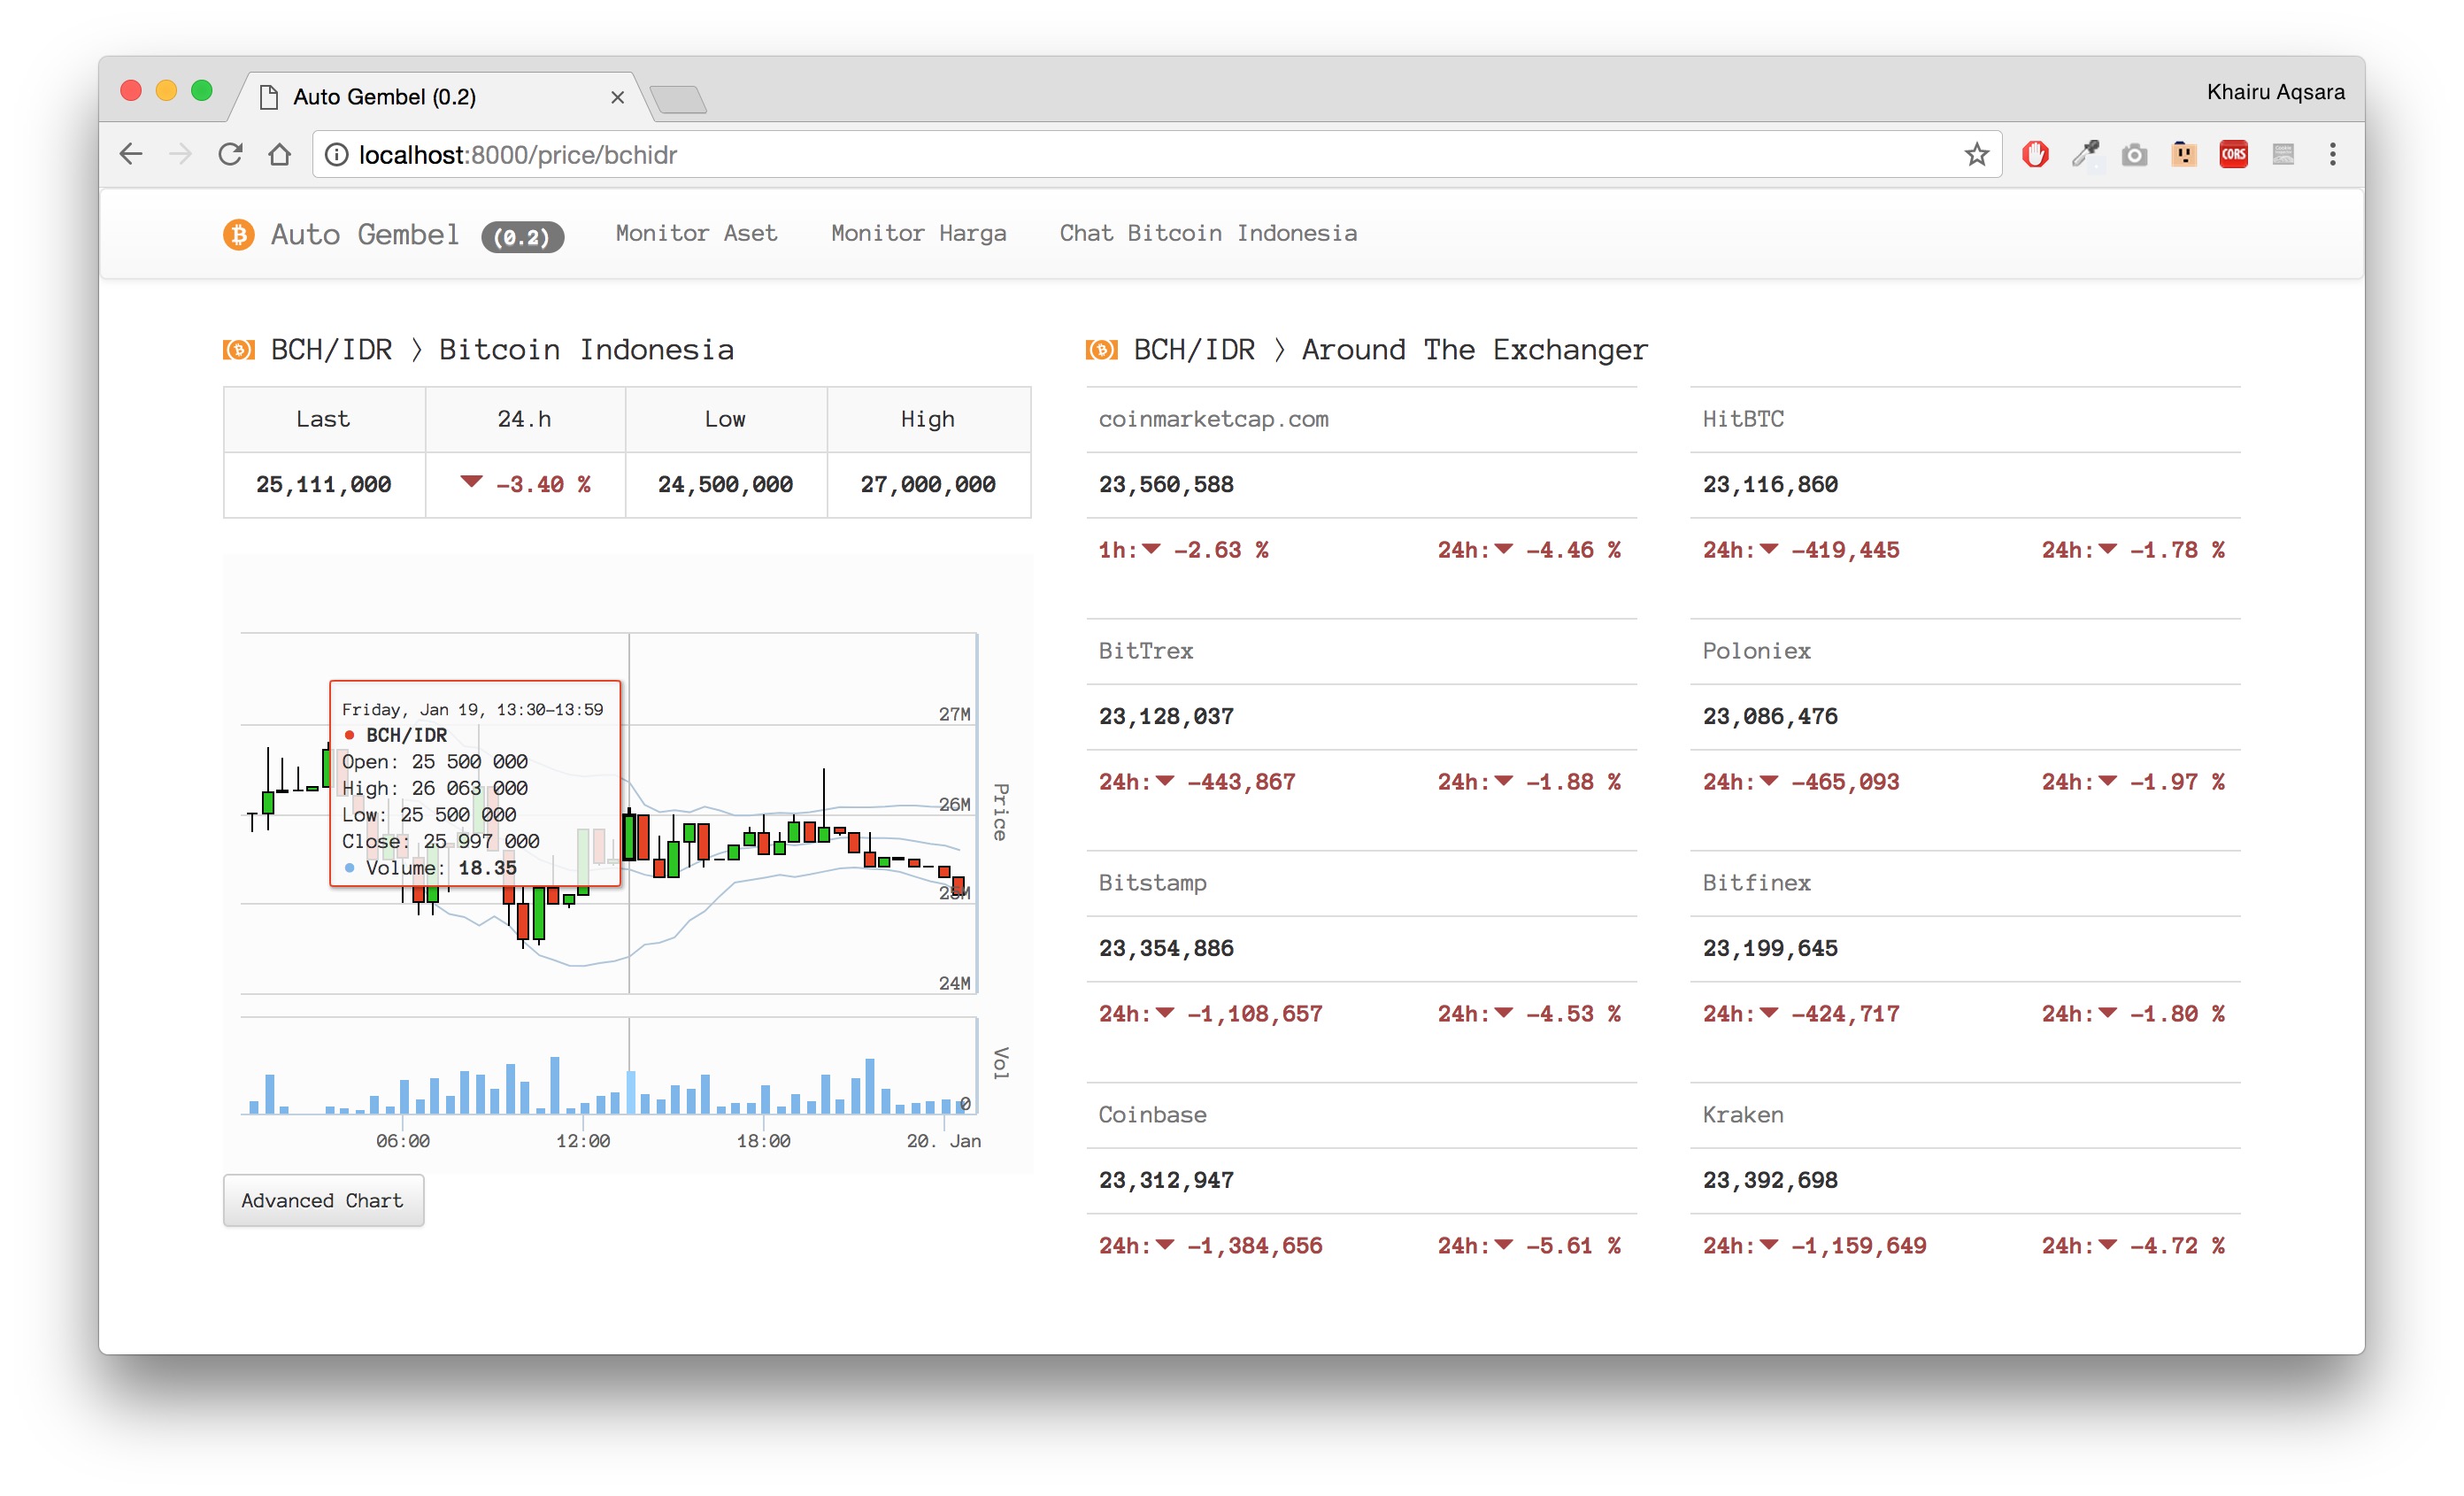 Auto Gembel (0.2)
Khairu Aqsara
localhost:8000/price/bchidr
CORS
Auto Gembel (0.2) Monitor Aset Monitor Harga Chat Bitcoin Indonesia
BCH/IDR 〉 Bitcoin Indonesia
Last 24.h Low High
25,111,000 -3.40 % 24,500,000 27,000,000
27M
26M
25M
24M
Price
Friday, Jan 19, 13:30-13:59
BCH/IDR
Open: 25 500 000
High: 26 063 000
Low: 25 500 000
Close: 25 997 000
Volume: 18.35
Vol
0
06:00 12:00 18:00 20. Jan
Advanced Chart
BCH/IDR 〉 Around The Exchanger
coinmarketcap.com HitBTC
23,560,588 23,116,860
1h: -2.63 % 24h: -4.46 % 24h: -419,445 24h: -1.78 %
BitTrex Poloniex
23,128,037 23,086,476
24h: -443,867 24h: -1.88 % 24h: -465,093 24h: -1.97 %
Bitstamp Bitfinex
23,354,886 23,199,645
24h: -1,108,657 24h: -4.53 % 24h: -424,717 24h: -1.80 %
Coinbase Kraken
23,312,947 23,392,698
24h: -1,384,656 24h: -5.61 % 24h: -1,159,649 24h: -4.72 %